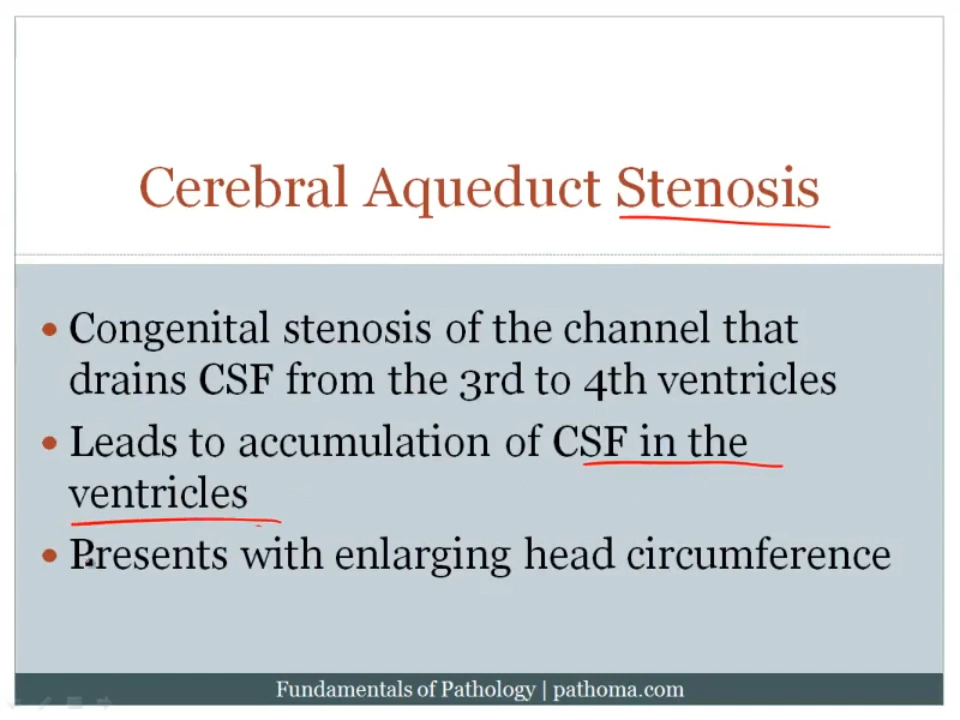 Cerebral Aqueduct Stenosis
• Congenital stenosis of the channel that
drains CSF from the 3rd to 4th ventricles
• Leads to accumulation of CSF in the
ventricles
• Presents with enlarging head circumference
Fundamentals of Pathology | pathoma.com